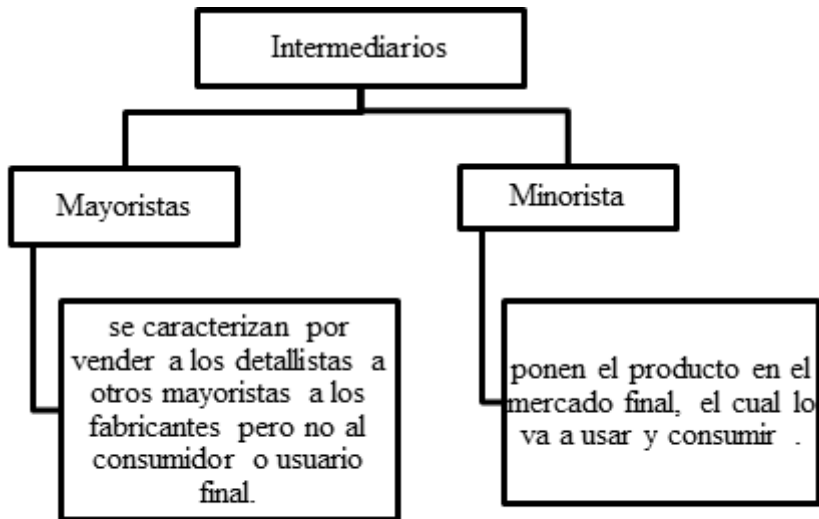 Intermediarios
Mayoristas
Minorista
se caracterizan por
vender a los detallistas a
otros mayoristas a los
fabricantes pero no al
consumidor o usuario
final.
ponen el producto en el
mercado final, el cual lo
va a usar y consumir .